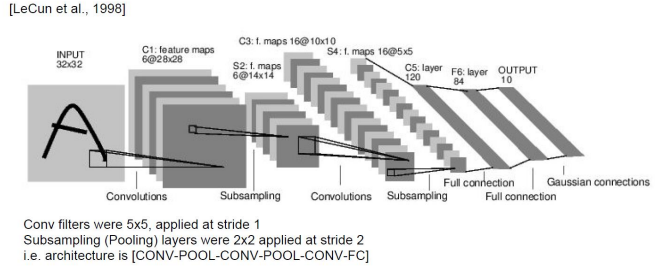 [LeCun et al., 1998]
INPUT
32x32
C1: feature maps
6@28x28
S2: f. maps
6@14x14
C3: f. maps 16@10x10
S4: f. maps 16@5x5
C5: layer
120
F6: layer
84
OUTPUT
10
Convolutions
Subsampling
Convolutions
Subsampling
Full connection
Full connection
Gaussian connections
Conv filters were 5x5, applied at stride 1
Subsampling (Pooling) layers were 2x2 applied at stride 2
i.e. architecture is [CONV-POOL-CONV-POOL-CONV-FC]